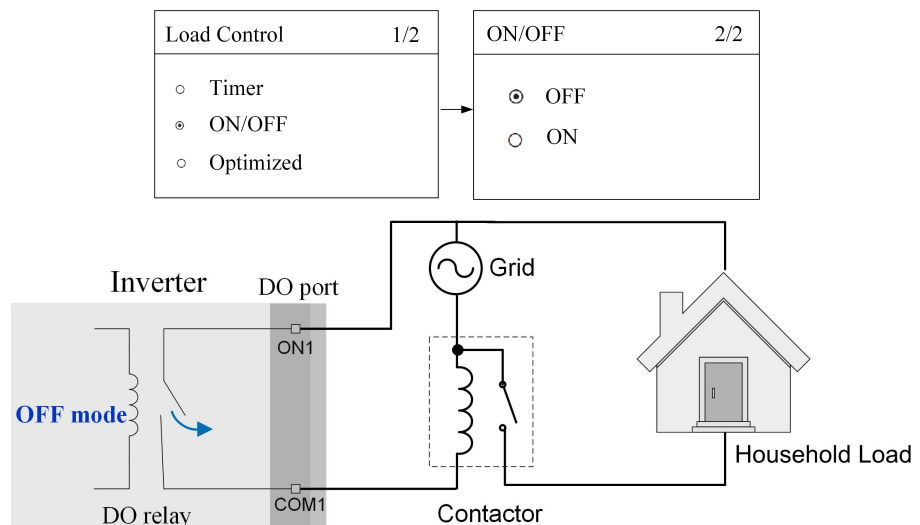 Load Control 1/2
Timer
ON/OFF
Optimized
ON/OFF 2/2
OFF
ON
Grid
Inverter
DO port
ON1
OFF mode
COM1
DO relay
Contactor
Household Load